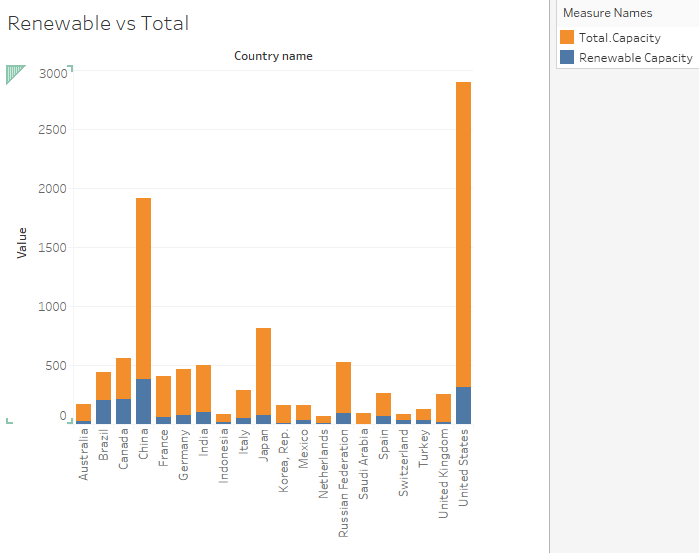 Renewable vs Total
Measure Names
Total.Capacity
Renewable Capacity
Country name
Value
3000
2500
2000
1500
1000
500
0
Australia
Brazil
Canada
China
France
Germany
India
Indonesia
Italy
Japan
Korea, Rep.
Mexico
Netherlands
Russian Federation
Saudi Arabia
Spain
Switzerland
Turkey
United Kingdom
United States